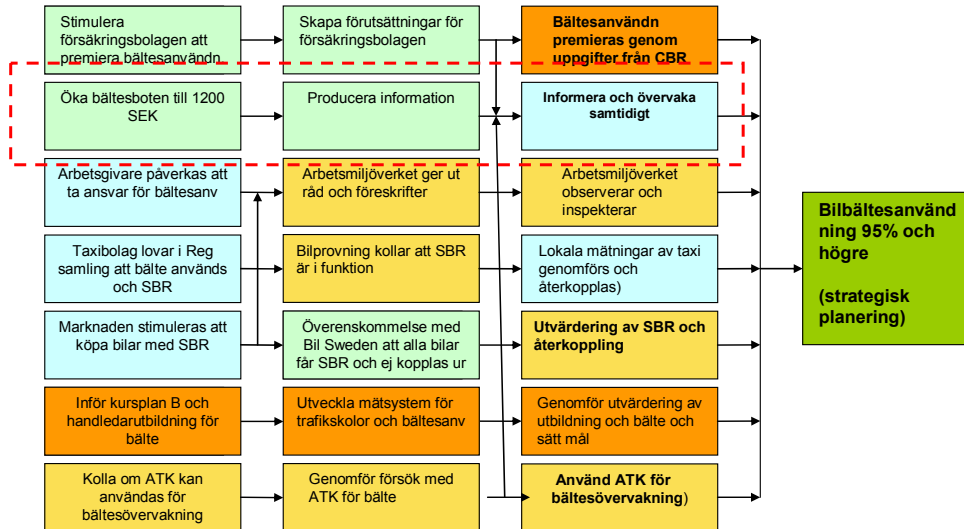 Stimulera
försäkringsbolagen att
premiera bältesanvändn
Skapa förutsättningar för
försäkringsbolagen
Bältesanvändn
premieras genom
uppgifter från CBR
Öka bältesboten till 1200
SEK
Producera information
Informera och övervaka
samtidigt
Arbetsgivare påverkas att
ta ansvar för bältesanv
Arbetsmiljöverket ger ut
råd och föreskrifter
Arbetsmiljöverket
observerar och
inspekterar
Taxibolag lovar i Reg
samling att bälte används
och SBR
Bilprovning kollar att SBR
är i funktion
Lokala mätningar av taxi
genomförs och
återkopplas)
Marknaden stimuleras att
köpa bilar med SBR
Överenskommelse med
Bil Sweden att alla bilar
får SBR och ej kopplas ur
Utvärdering av SBR och
återkoppling
Inför kursplan B och
handledarutbildning för
bälte
Utveckla mätsystem för
trafikskolor och bältesanv
Genomför utvärdering av
utbildning och bälte och
sätt mål
Kolla om ATK kan
användas för
bältesövervakning
Genomför försök med
ATK för bälte
Använd ATK för
bältesövervakning)
Bilbältesanvänd
ning 95% och
högre
(strategisk
planering)